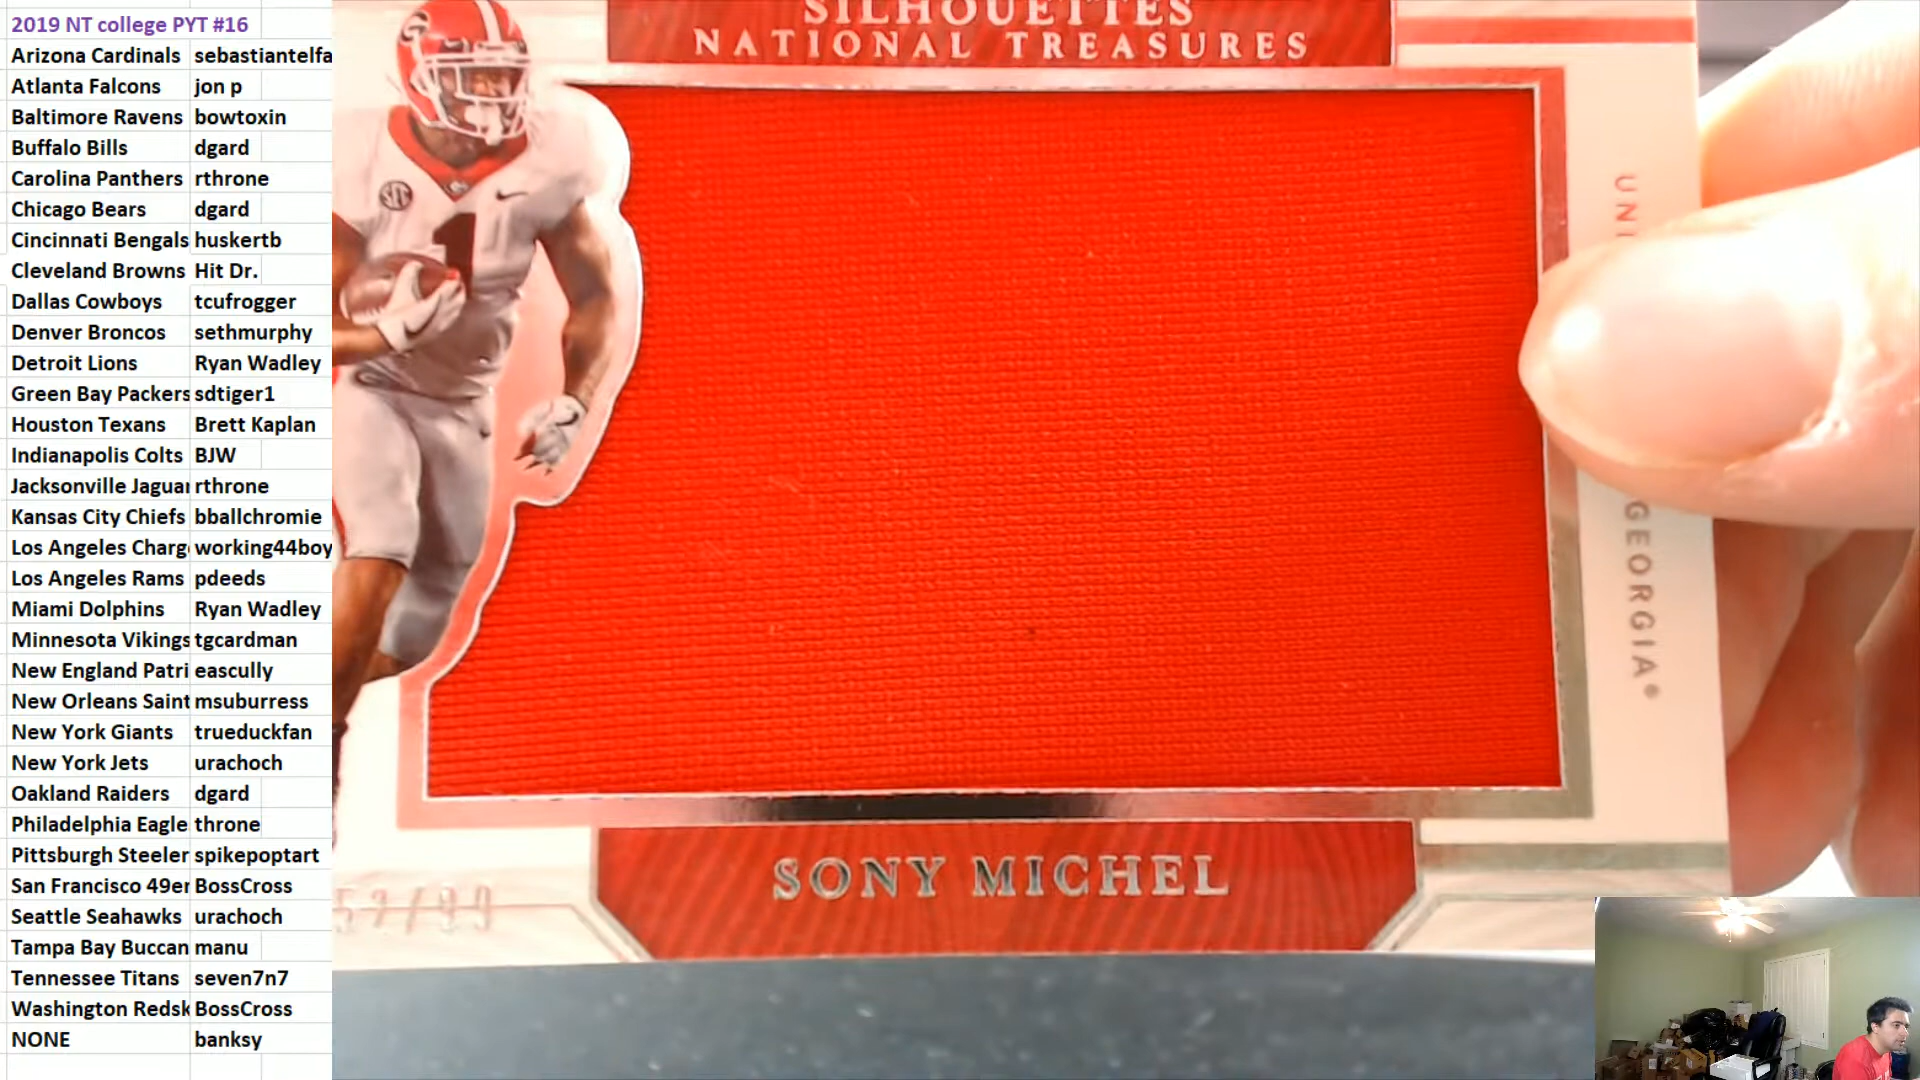 2019 NT college PYT #16
Arizona Cardinals sebastiantelfa
Atlanta Falcons jon p
Baltimore Ravens bowtoxin
Buffalo Bills dgard
Carolina Panthers rthrone
Chicago Bears dgard
Cincinnati Bengals huskertb
Cleveland Browns Hit Dr.
Dallas Cowboys tcufrogger
Denver Broncos sethmurphy
Detroit Lions Ryan Wadley
Green Bay Packers sdtiger1
Houston Texans Brett Kaplan
Indianapolis Colts BJW
Jacksonville Jaguar rthrone
Kansas City Chiefs bballchromie
Los Angeles Charge working44boy
Los Angeles Rams pdeeds
Miami Dolphins Ryan Wadley
Minnesota Vikings tgcardman
New England Patri eascully
New Orleans Saint msuburress
New York Giants trueduckfan
New York Jets urachoch
Oakland Raiders dgard
Philadelphia Eagle throne
Pittsburgh Steeler spikepoptart
San Francisco 49er BossCross
Seattle Seahawks urachoch
Tampa Bay Buccan manu
Tennessee Titans seven7n7
Washington Redsk BossCross
NONE banksy
SILHOUETTES
NATIONAL TREASURES
SEC
1
GEORGIA®
SONY MICHEL